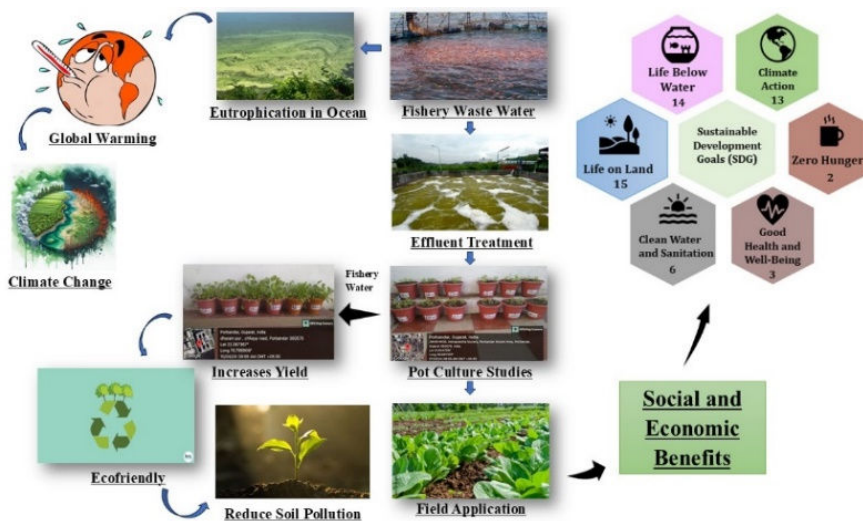 Eutrophication in Ocean
Fishery Waste Water
Global Warming
Effluent Treatment
Climate Change
Fishery
Water
Increases Yield
Pot Culture Studies
Ecofriendly
Reduce Soil Pollution
Field Application
Social and
Economic
Benefits
Life Below
Water
14
Climate
Action
13
Life on Land
15
Sustainable
Development
Goals (SDG)
Zero Hunger
2
Clean Water
and Sanitation
6
Good
Health and
Well-Being
3